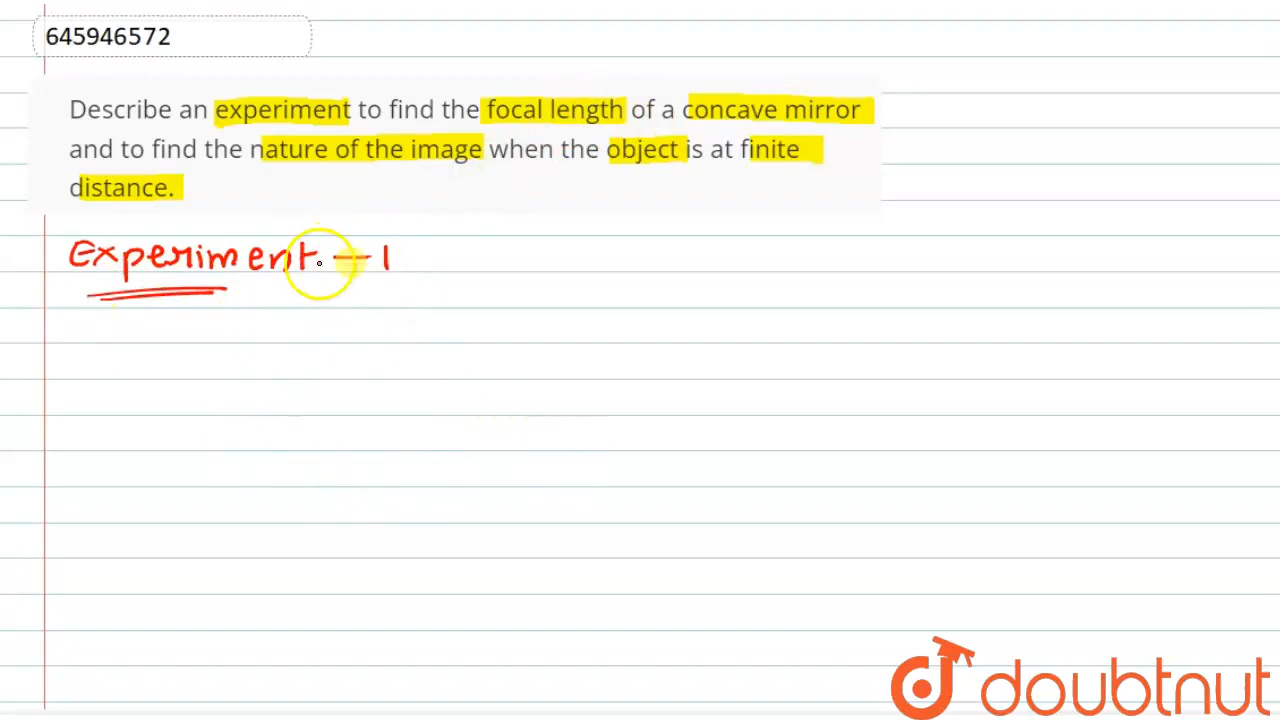 645946572
Describe an experiment to find the focal length of a concave mirror
and to find the nature of the image when the object is at finite
distance.
Experiment - 1
doubtnut